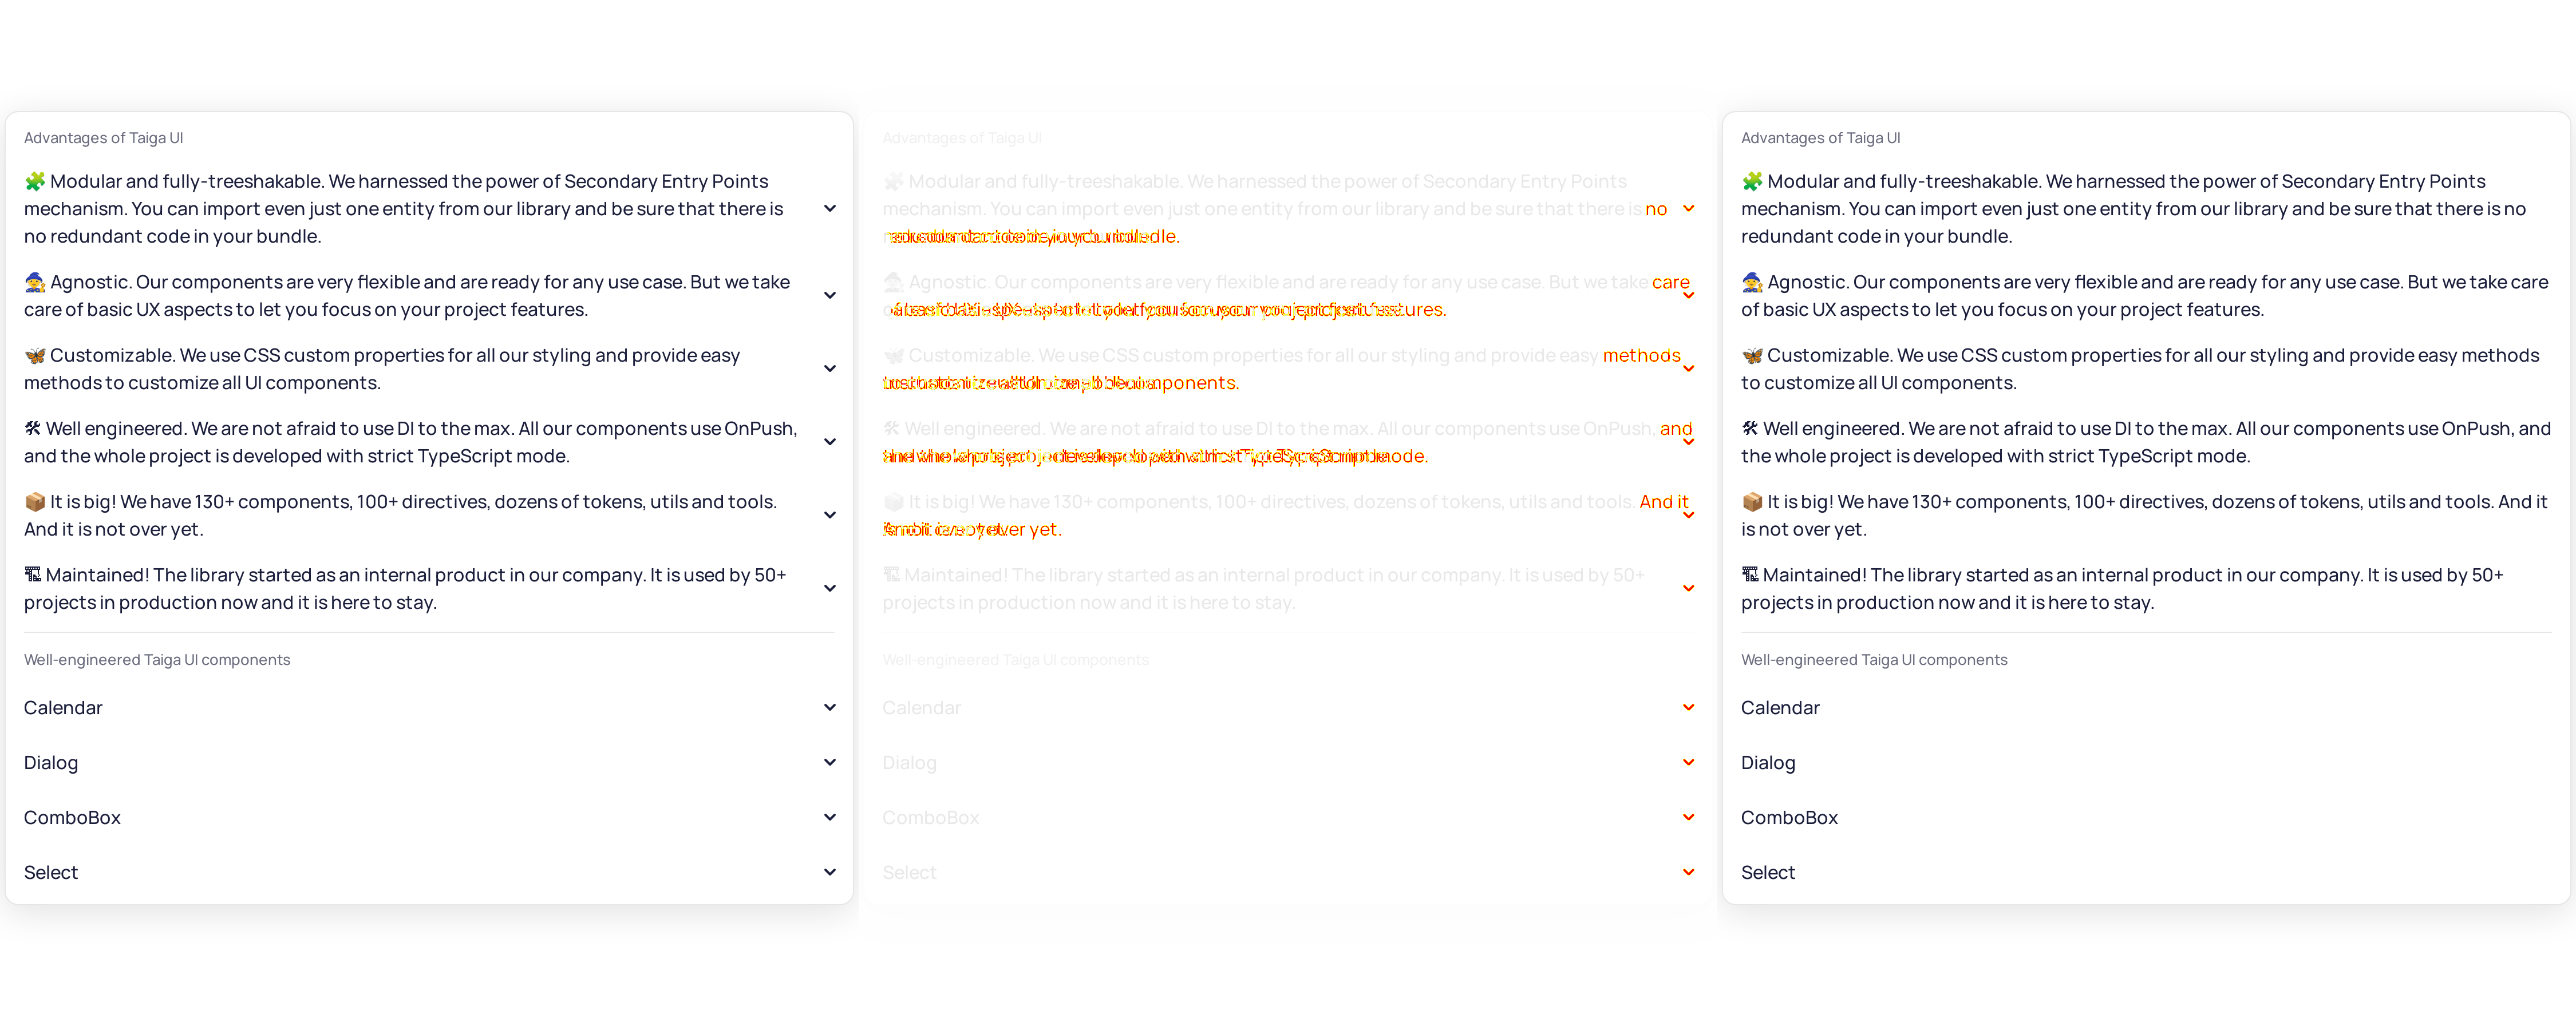 Advantages of Taiga UI
🧩 Modular and fully-treeshakable. We harnessed the power of Secondary Entry Points
mechanism. You can import even just one entity from our library and be sure that there is
no redundant code in your bundle.
🧙 Agnostic. Our components are very flexible and are ready for any use case. But we take
care of basic UX aspects to let you focus on your project features.
🦋 Customizable. We use CSS custom properties for all our styling and provide easy
methods to customize all UI components.
🛠 Well engineered. We are not afraid to use DI to the max. All our components use OnPush,
and the whole project is developed with strict TypeScript mode.
📦 It is big! We have 130+ components, 100+ directives, dozens of tokens, utils and tools.
And it is not over yet.
🏗 Maintained! The library started as an internal product in our company. It is used by 50+
projects in production now and it is here to stay.
Well-engineered Taiga UI components
Calendar
Dialog
ComboBox
Select
Advantages of Taiga UI
🧩 Modular and fully-treeshakable. We harnessed the power of Secondary Entry Points
mechanism. You can import even just one entity from our library and be sure that there is no
🧙 Agnostic. Our components are very flexible and are ready for any use case. But we take care
🦋 Customizable. We use CSS custom properties for all our styling and provide easy methods
🛠 Well engineered. We are not afraid to use DI to the max. All our components use OnPush, and
📦 It is big! We have 130+ components, 100+ directives, dozens of tokens, utils and tools. And it
🏗 Maintained! The library started as an internal product in our company. It is used by 50+
projects in production now and it is here to stay.
Well-engineered Taiga UI components
Calendar
Dialog
ComboBox
Select
Advantages of Taiga UI
🧩 Modular and fully-treeshakable. We harnessed the power of Secondary Entry Points
mechanism. You can import even just one entity from our library and be sure that there is no
redundant code in your bundle.
🧙 Agnostic. Our components are very flexible and are ready for any use case. But we take care
of basic UX aspects to let you focus on your project features.
🦋 Customizable. We use CSS custom properties for all our styling and provide easy methods
to customize all UI components.
🛠 Well engineered. We are not afraid to use DI to the max. All our components use OnPush, and
the whole project is developed with strict TypeScript mode.
📦 It is big! We have 130+ components, 100+ directives, dozens of tokens, utils and tools. And it
is not over yet.
🏗 Maintained! The library started as an internal product in our company. It is used by 50+
projects in production now and it is here to stay.
Well-engineered Taiga UI components
Calendar
Dialog
ComboBox
Select